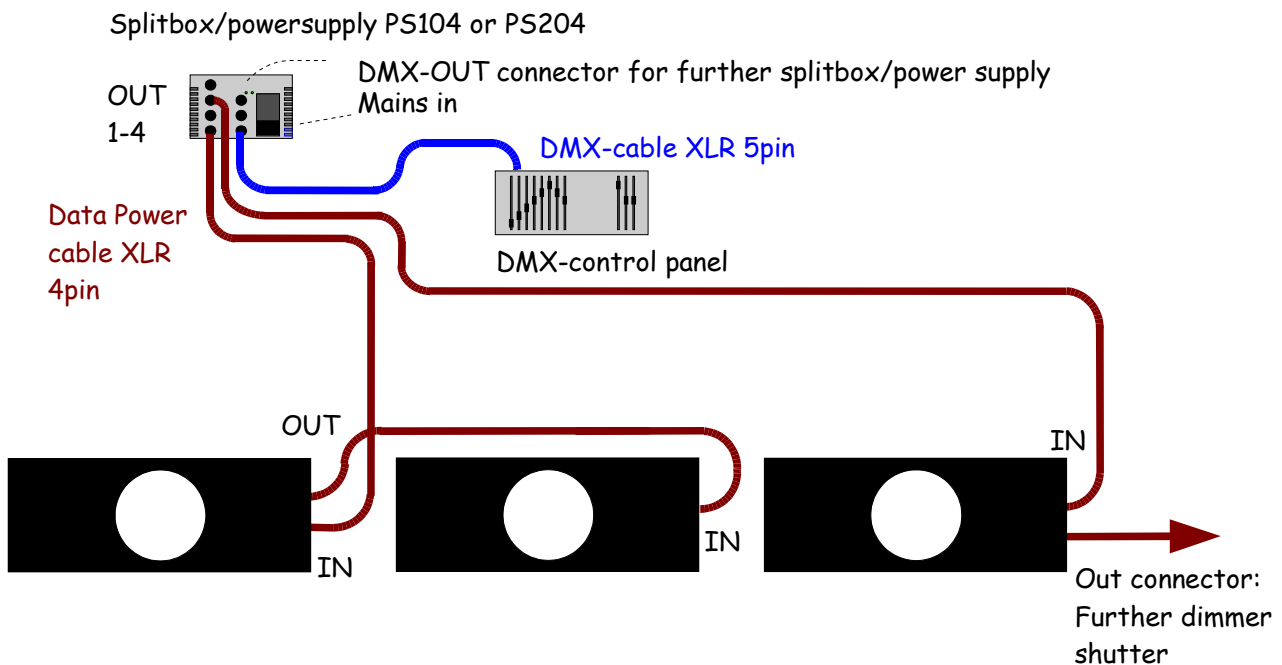 Splitbox/powersupply PS104 or PS204
DMX-OUT connector for further splitbox/power supply
Mains in
OUT
1-4
DMX-cable XLR 5pin
Data Power
cable XLR
4pin
DMX-control panel
OUT
IN
IN
IN
Out connector:
Further dimmer
shutter